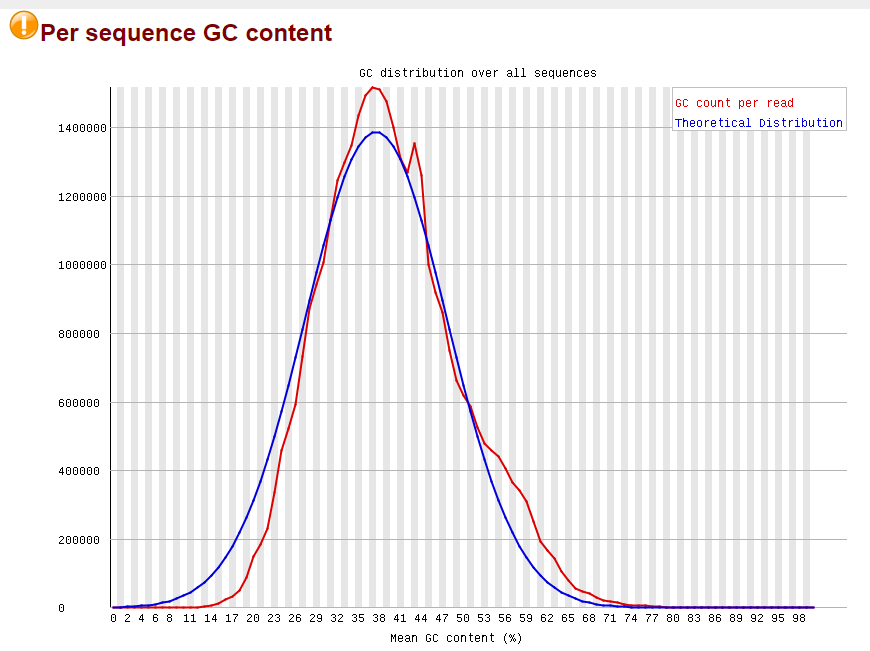 Per sequence GC content
GC distribution over all sequences
GC count per read
Theoretical Distribution
1400000
1200000
1000000
800000
600000
400000
200000
0
0 2 4 6 8 11 14 17 20 23 26 29 32 35 38 41 44 47 50 53 56 59 62 65 68 71 74 77 80 83 86 89 92 95 98
Mean GC content (%)